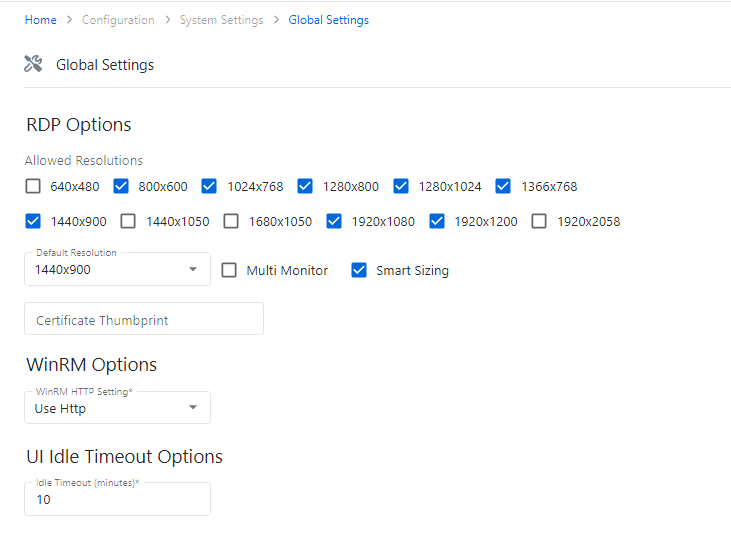 Home > Configuration > System Settings > Global Settings
Global Settings
RDP Options
Allowed Resolutions
640x480 800x600 1024x768 1280x800 1280x1024 1366x768
1440x900 1440x1050 1680x1050 1920x1080 1920x1200 1920x2058
Default Resolution
1440x900 Multi Monitor Smart Sizing
Certificate Thumbprint
WinRM Options
WinRM HTTP Setting*
Use Http
UI Idle Timeout Options
Idle Timeout (minutes)*
10